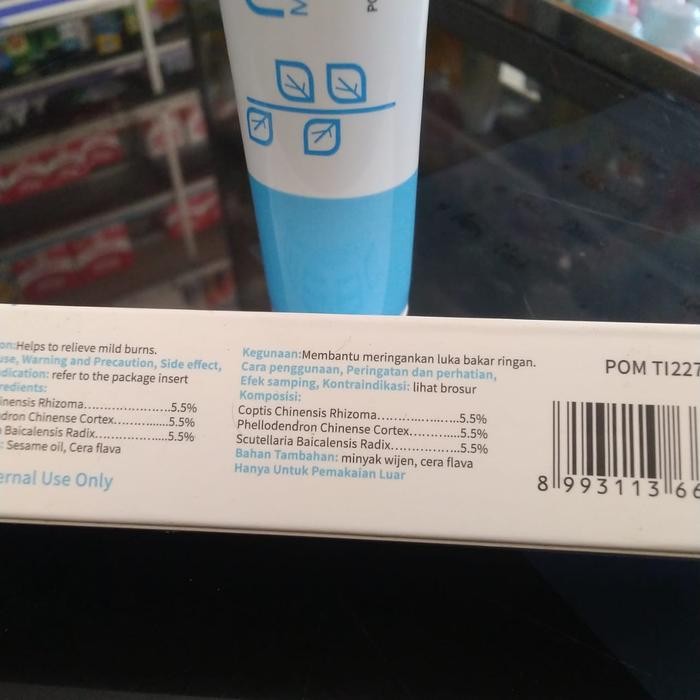 on:Helps to relieve mild burns.
use, Warning and Precaution, Side effect,
dication: refer to the package insert
redients:
inensis Rhizoma.....................5.5%
dron Chinense Cortex.............5.5%
Baicalensis Radix..................5.5%
: Sesame oil, Cera flava
ernal Use Only
Kegunaan:Membantu meringankan luka bakar ringan.
Cara penggunaan, Peringatan dan perhatian,
Efek samping, Kontraindikasi: lihat brosur
Komposisi:
Coptis Chinensis Rhizoma.....................5.5%
Phellodendron Chinense Cortex.............5.5%
Scutellaria Baicalensis Radix..................5.5%
Bahan Tambahan: minyak wijen, cera flava
Hanya Untuk Pemakaian Luar
POM TI227
8 993113 66